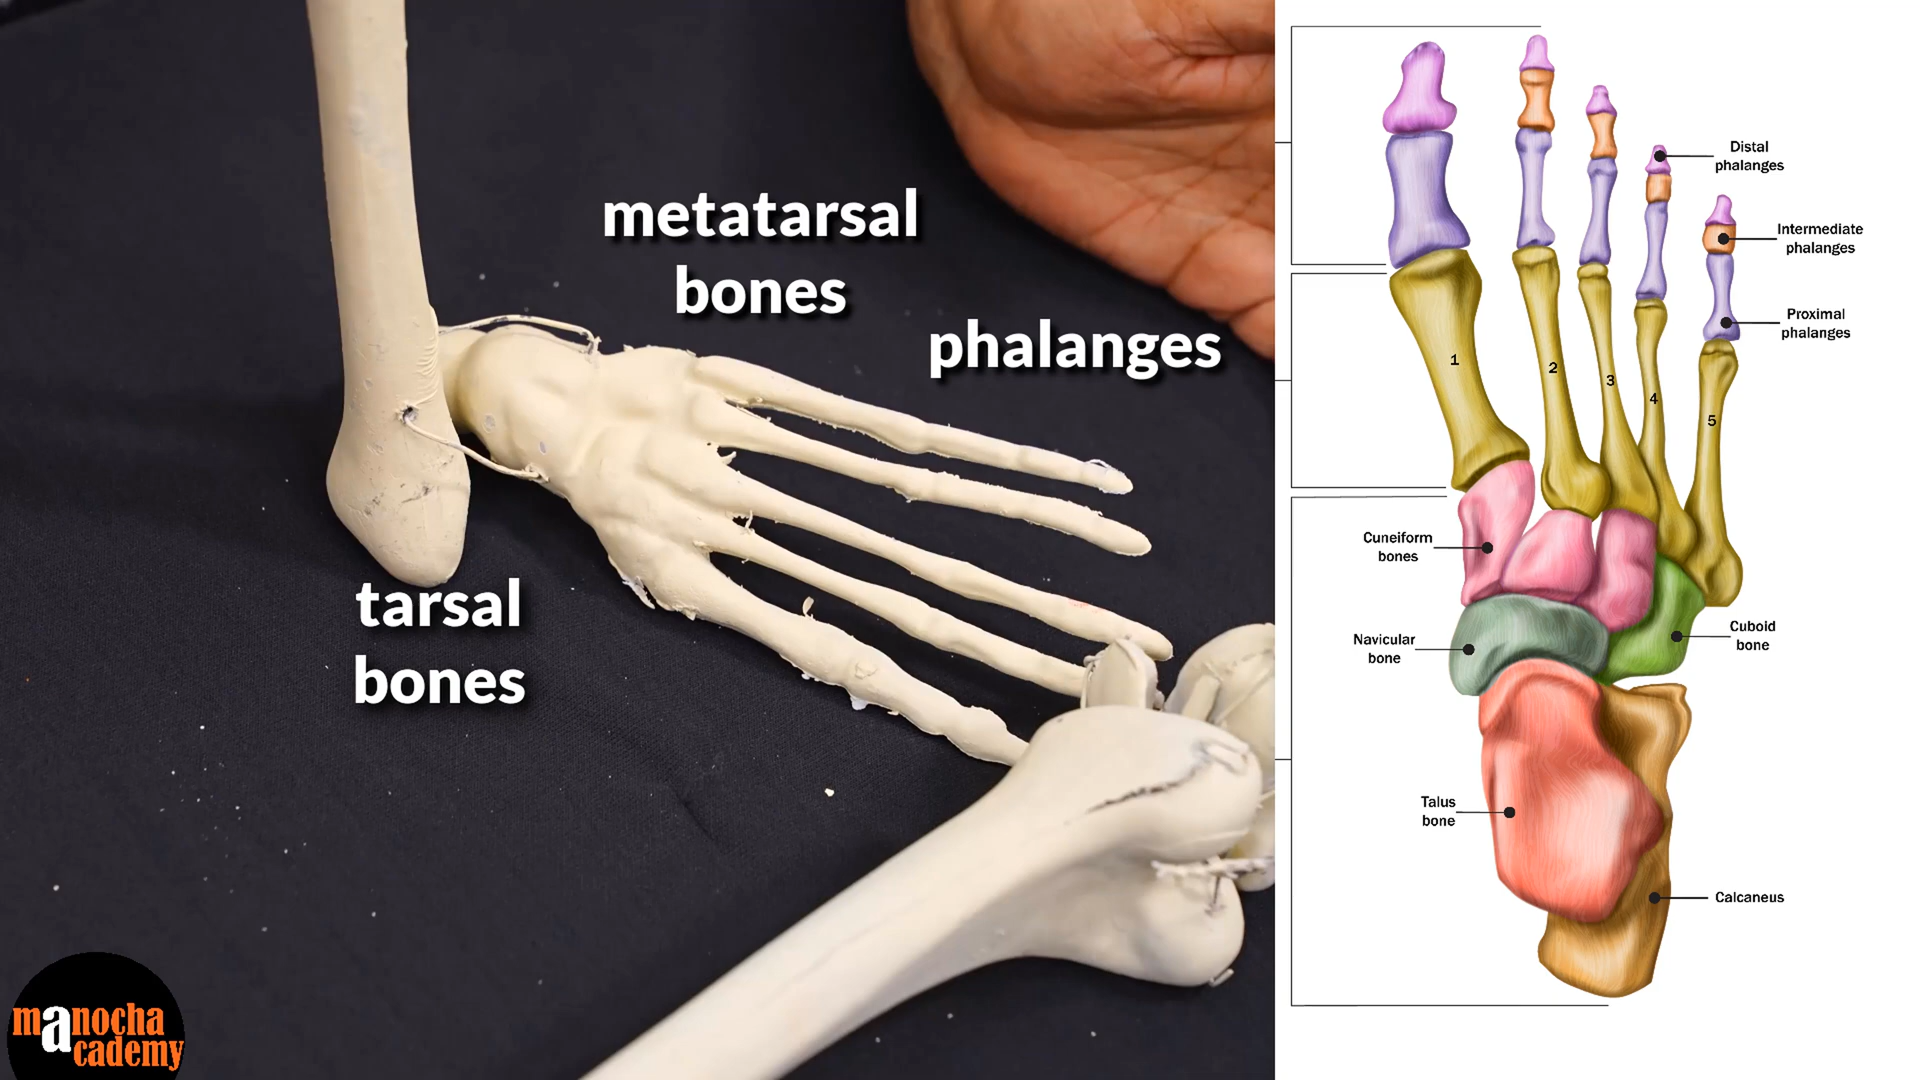 metatarsal
bones
phalanges
tarsal
bones
manocha
academy
Distal
phalanges
Intermediate
phalanges
Proximal
phalanges
1
2
3
4
5
Cuneiform
bones
Navicular
bone
Cuboid
bone
Talus
bone
Calcaneus